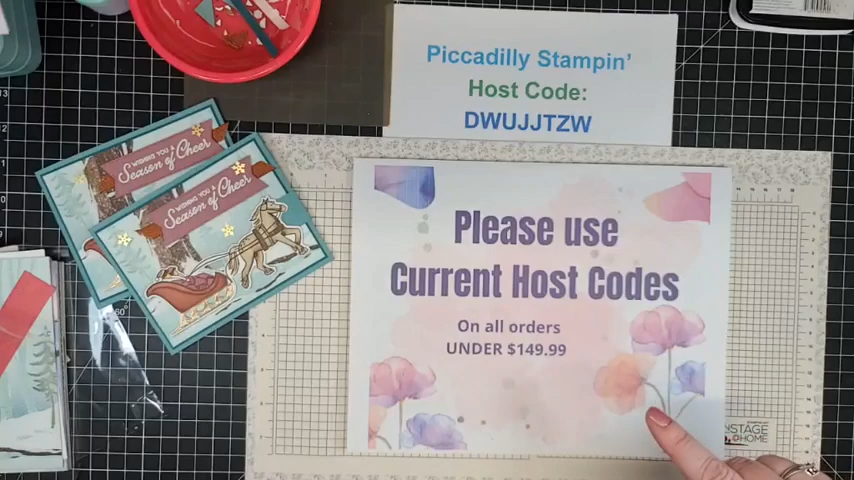 Piccadilly Stampin'
Host Code:
DWUJJTZW
WISHING YOU A
Season of Cheer
WISHING YOU A
Season of Cheer
Please use
Current Host Codes
On all orders
UNDER $149.99
HOME